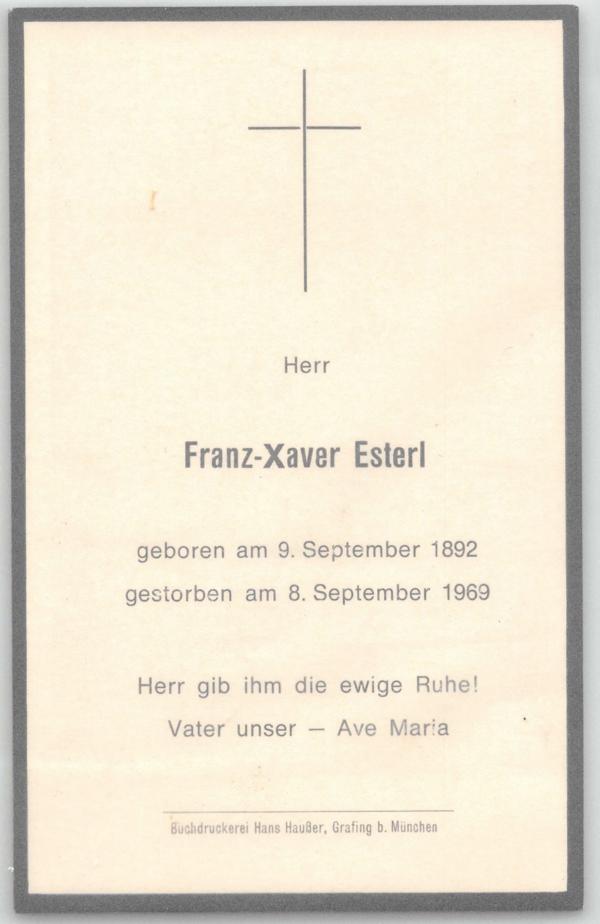 Herr
Franz-Xaver Esterl
geboren am 9. September 1892
gestorben am 8. September 1969
Herr gib ihm die ewige Ruhe!
Vater unser — Ave Maria
Buchdruckerei Hans Haußer, Grafing b. München